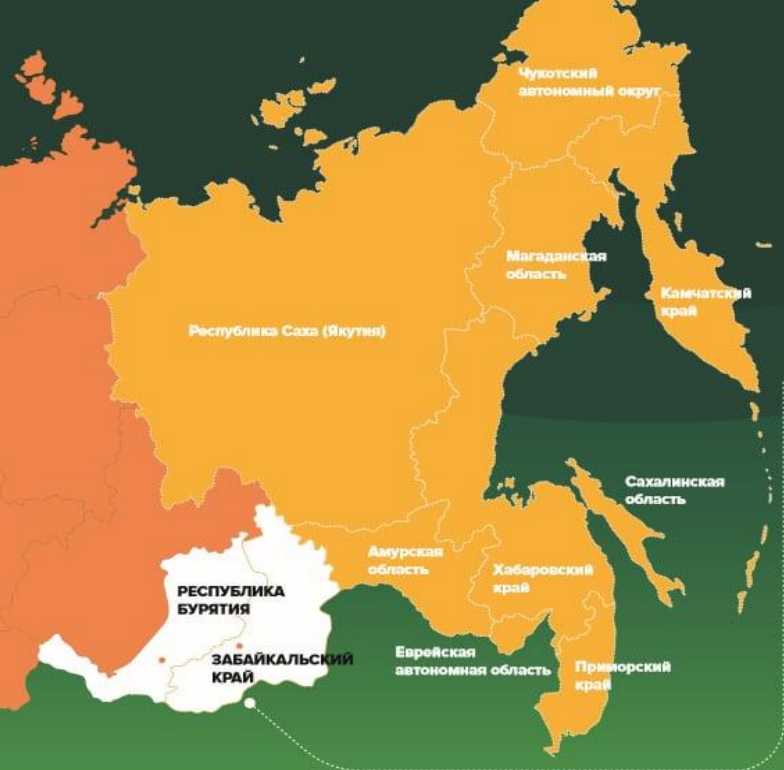 Чукотский
автономный округ
Магаданская
область
Камчатский
край
Республика Саха (Якутия)
Сахалинская
область
Амурская
область
Хабаровский
край
РЕСПУБЛИКА
БУРЯТИЯ
Еврейская
автономная область
ЗАБАЙКАЛЬСКИЙ
КРАЙ
Приморский
край